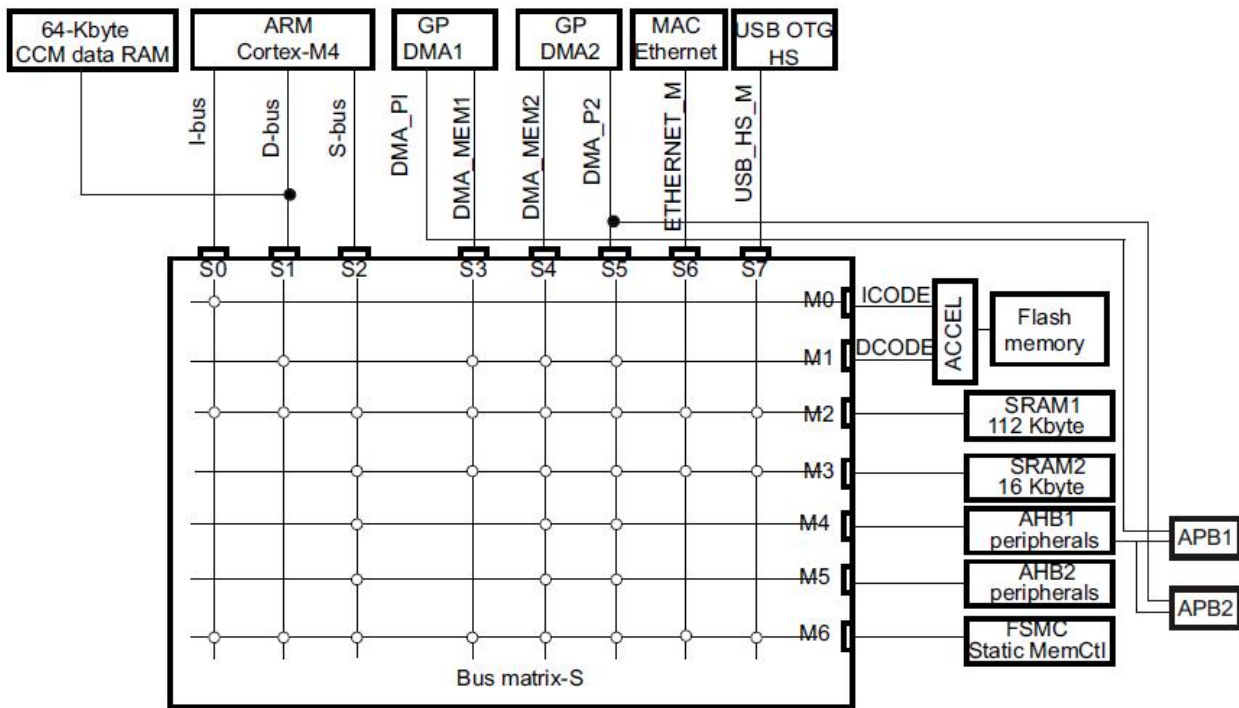 64-Kbyte
CCM data RAM
ARM
Cortex-M4
GP
DMA1
GP
DMA2
MAC
Ethernet
USB OTG
HS
I-bus
D-bus
S-bus
DMA_PI
DMA_MEM1
DMA_MEM2
DMA_P2
ETHERNET_M
USB_HS_M
S0 S1 S2 S3 S4 S5 S6 S7
M0
ICODE
M1
DCODE
ACCEL
Flash
memory
M2
SRAM1
112 Kbyte
M3
SRAM2
16 Kbyte
M4
AHB1
peripherals
APB1
M5
AHB2
peripherals
APB2
M6
FSMC
Static MemCtl
Bus matrix-S